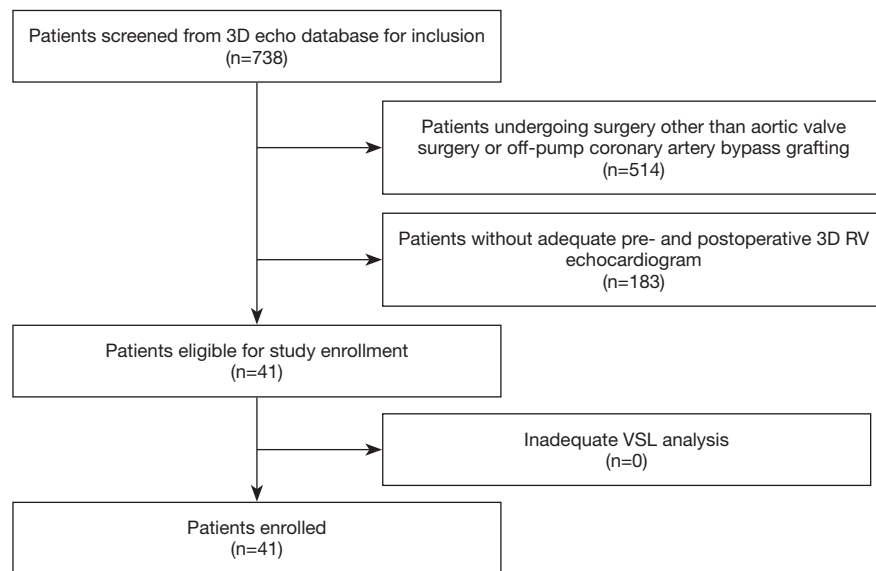 Patients screened from 3D echo database for inclusion
(n=738)
Patients undergoing surgery other than aortic valve
surgery or off-pump coronary artery bypass grafting
(n=514)
Patients without adequate pre- and postoperative 3D RV
echocardiogram
(n=183)
Patients eligible for study enrollment
(n=41)
Inadequate VSL analysis
(n=0)
Patients enrolled
(n=41)